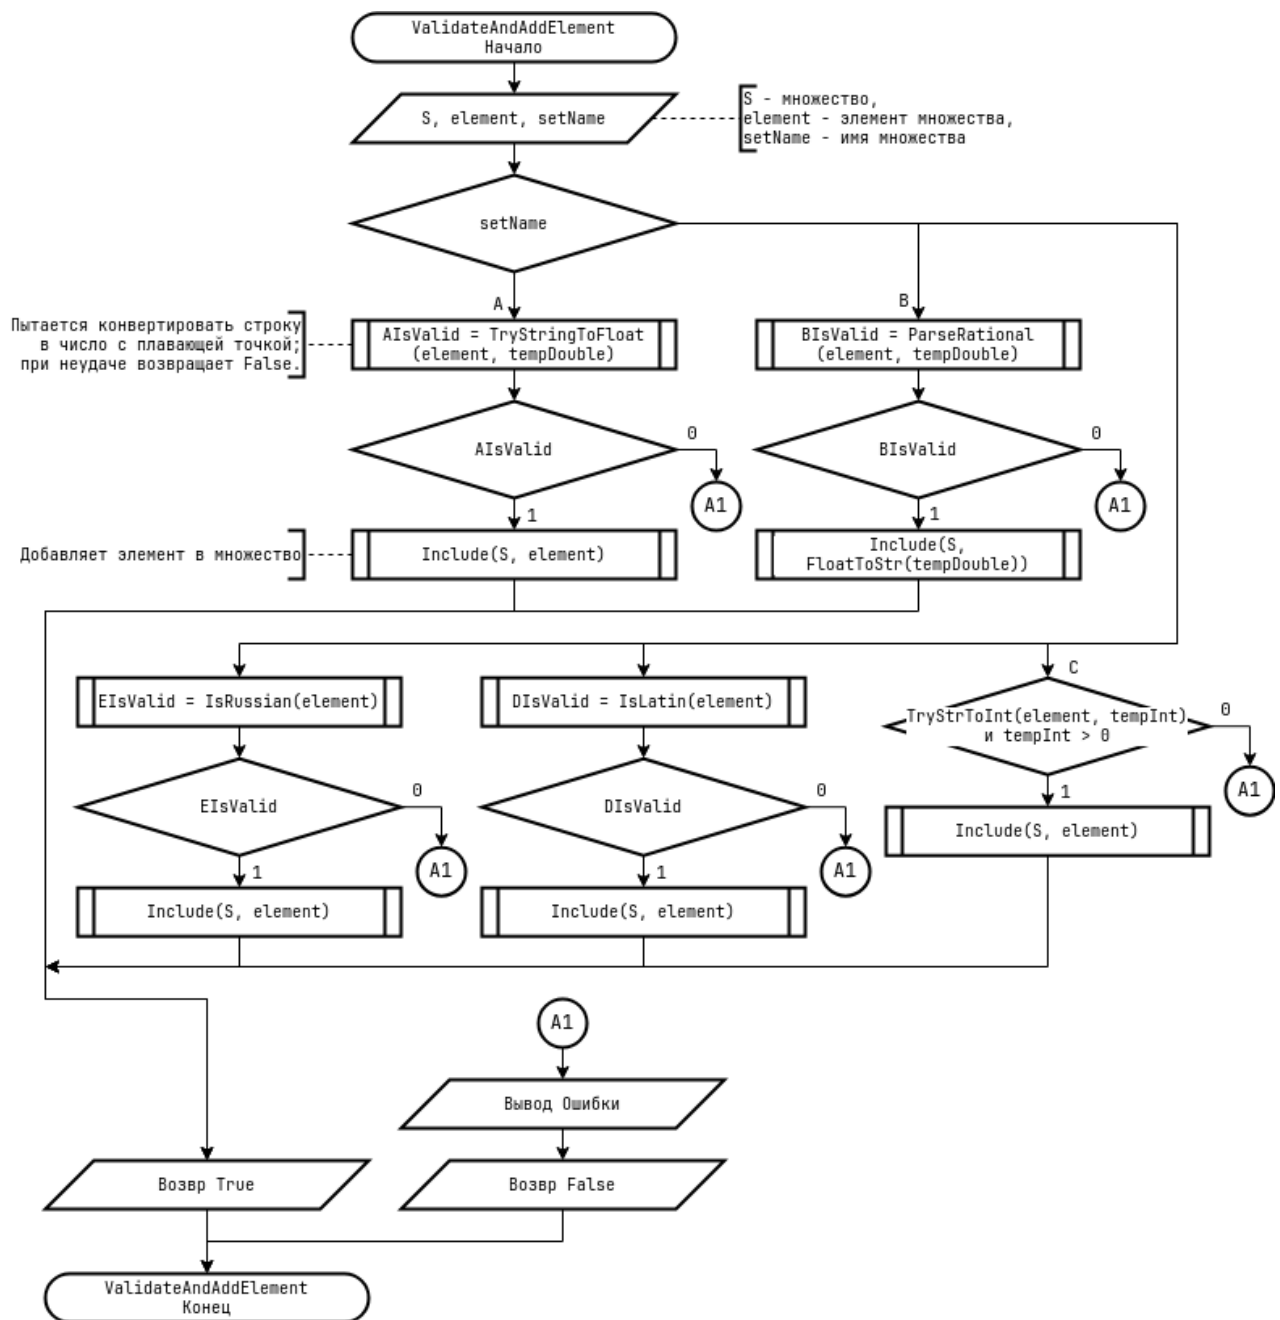 ValidateAndAddElement
Начало
S, element, setName
S - множество,
element - элемент множества,
setName - имя множества
setName
A
B
Пытается конвертировать строку
в число с плавающей точкой;
при неудаче возвращает False.
AIsValid = TryStringToFloat
(element, tempDouble)
BIsValid = ParseRational
(element, tempDouble)
AIsValid
0
A1
BIsValid
0
A1
1
1
Добавляет элемент в множество
Include(S, element)
Include(S,
FloatToStr(tempDouble))
C
EIsValid = IsRussian(element)
DIsValid = IsLatin(element)
TryStrToInt(element, tempInt)
и tempInt > 0
0
A1
EIsValid
0
A1
DIsValid
0
A1
1
Include(S, element)
1
1
Include(S, element)
Include(S, element)
A1
Вывод Ошибки
Возвр True
Возвр False
ValidateAndAddElement
Конец